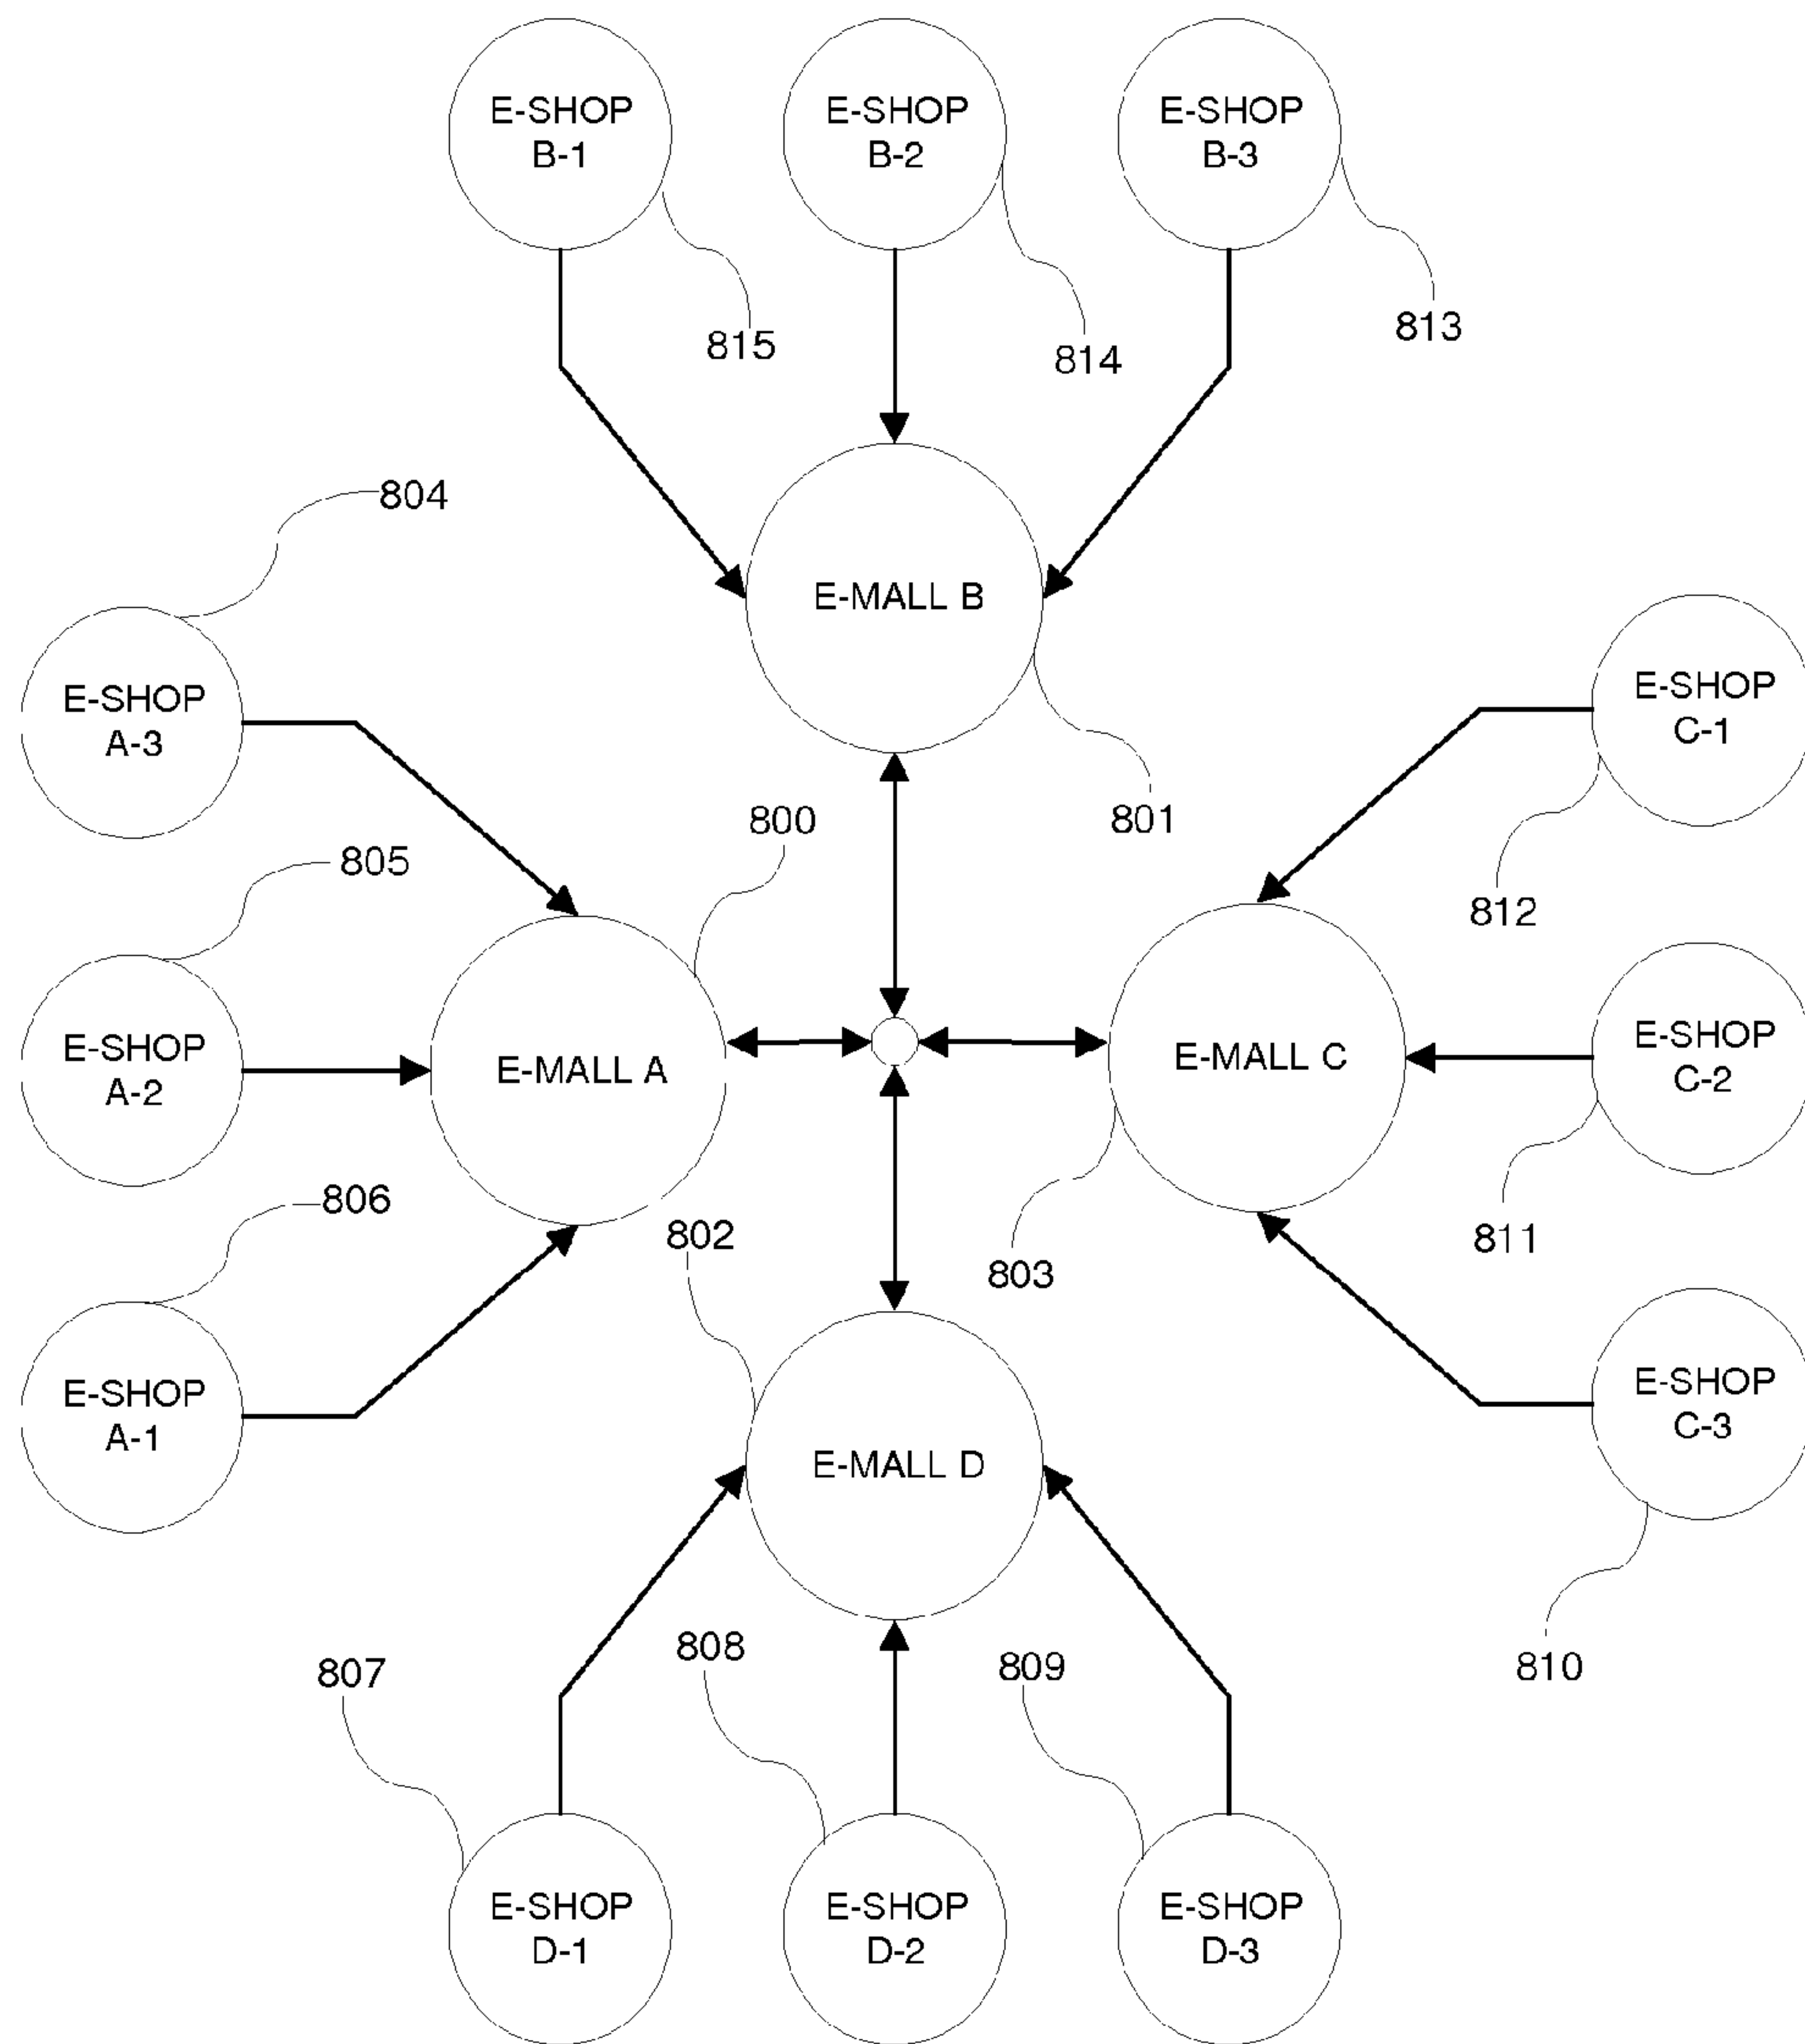 E-SHOP
B-1
E-SHOP
B-2
E-SHOP
B-3
815
814
813
804
E-MALL B
E-SHOP
A-3
E-SHOP
C-1
800
801
805
812
E-SHOP
A-2
E-MALL A
E-MALL C
E-SHOP
C-2
806
802
803
811
E-SHOP
A-1
E-SHOP
C-3
E-MALL D
807
808
809
810
E-SHOP
D-1
E-SHOP
D-2
E-SHOP
D-3